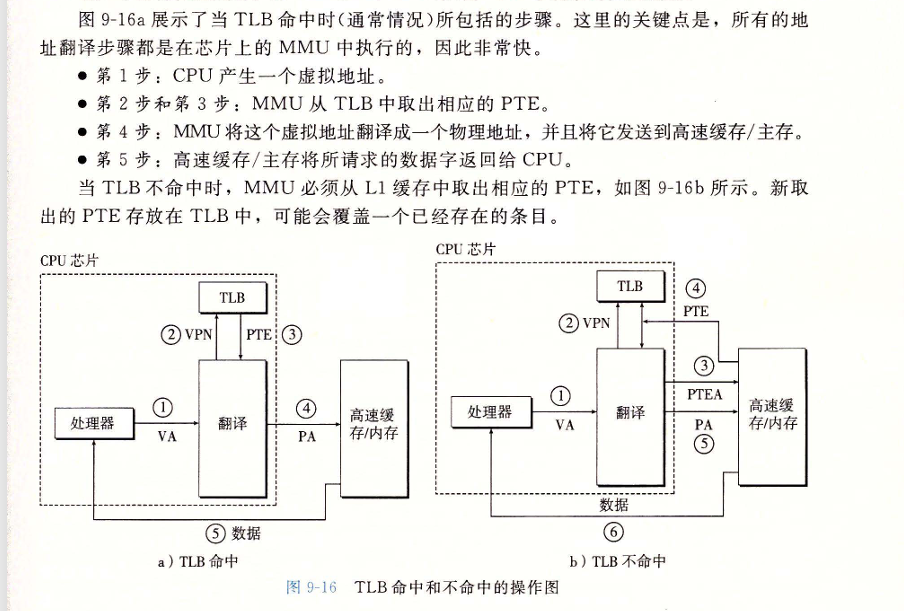 图 9-16a 展示了当 TLB 命中时(通常情况)所包括的步骤。这里的关键点是，所有的地
址翻译步骤都是在芯片上的 MMU 中执行的，因此非常快。
● 第 1 步：CPU 产生一个虚拟地址。
● 第 2 步和第 3 步：MMU 从 TLB 中取出相应的 PTE。
● 第 4 步：MMU 将这个虚拟地址翻译成一个物理地址，并且将它发送到高速缓存/主存。
● 第 5 步：高速缓存/主存将所请求的数据字返回给 CPU。
当 TLB 不命中时，MMU 必须从 L1 缓存中取出相应的 PTE，如图 9-16b 所示。新取
出的 PTE 存放在 TLB 中，可能会覆盖一个已经存在的条目。
CPU 芯片
TLB
② VPN
PTE ③
处理器
①
VA
翻译
④
PA
高速缓
存/内存
⑤ 数据
a）TLB 命中
CPU 芯片
TLB
② VPN
④
PTE
处理器
①
VA
翻译
③
PTEA
PA
⑤
高速缓
存/内存
数据
⑥
b）TLB 不命中
图 9-16 TLB 命中和不命中的操作图